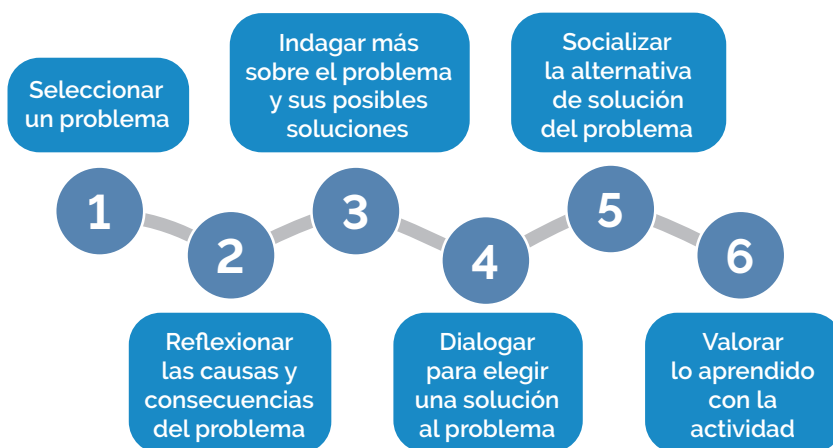 1
Seleccionar
un problema
2
Reflexionar
las causas y
consecuencias
del problema
3
Indagar más
sobre el problema
y sus posibles
soluciones
4
Dialogar
para elegir
una solución
al problema
5
Socializar
la alternativa
de solución
del problema
6
Valorar
lo aprendido
con la
actividad